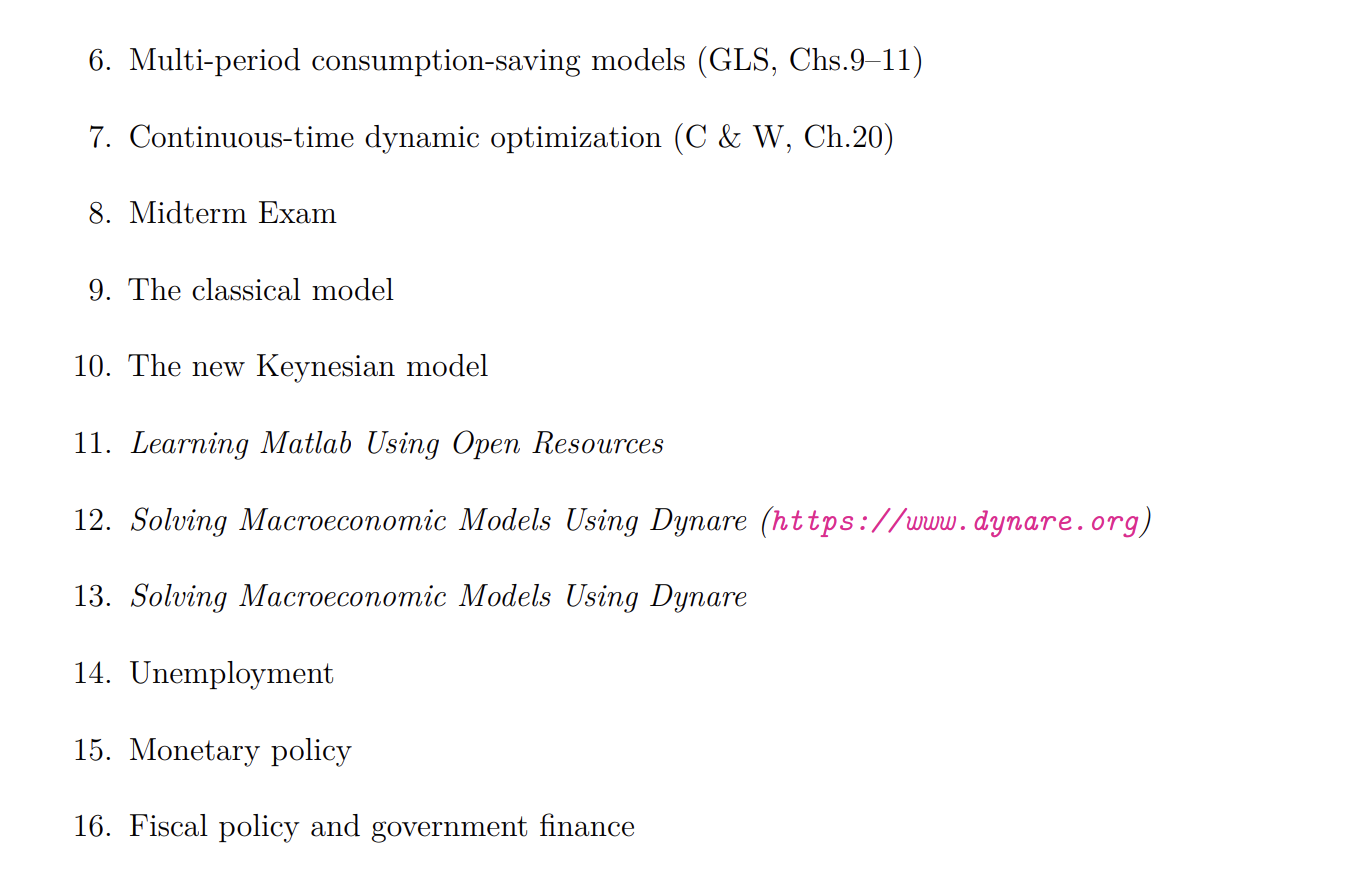 6. Multi-period consumption-saving models (GLS, Chs.9–11)
7. Continuous-time dynamic optimization (C & W, Ch.20)
8. Midterm Exam
9. The classical model
10. The new Keynesian model
11. Learning Matlab Using Open Resources
12. Solving Macroeconomic Models Using Dynare (https://www.dynare.org)
13. Solving Macroeconomic Models Using Dynare
14. Unemployment
15. Monetary policy
16. Fiscal policy and government finance